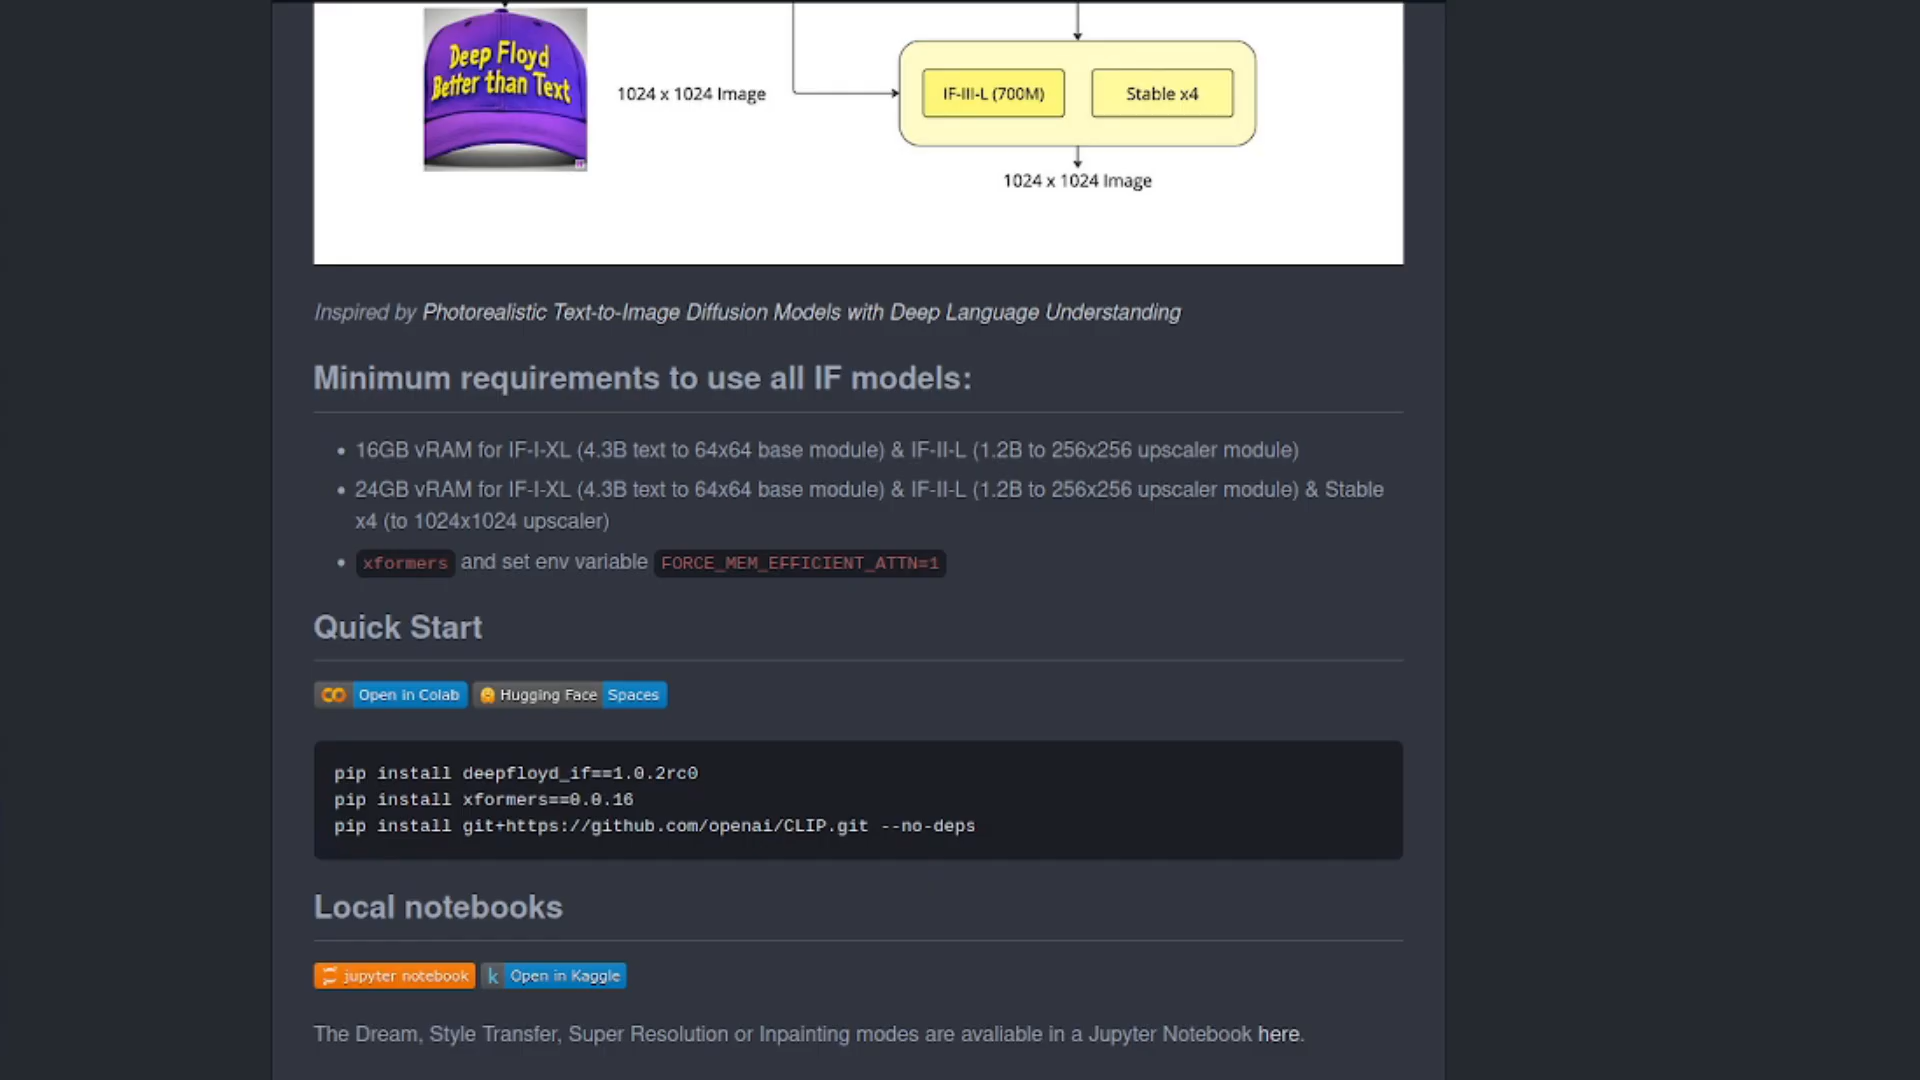 Deep Floyd
Better than Text
1024 x 1024 Image
IF-III-L (700M)
Stable x4
1024 x 1024 Image
Inspired by Photorealistic Text-to-Image Diffusion Models with Deep Language Understanding
Minimum requirements to use all IF models:
16GB vRAM for IF-I-XL (4.3B text to 64x64 base module) & IF-II-L (1.2B to 256x256 upscaler module)
24GB vRAM for IF-I-XL (4.3B text to 64x64 base module) & IF-II-L (1.2B to 256x256 upscaler module) & Stable
x4 (to 1024x1024 upscaler)
xformers and set env variable FORCE_MEM_EFFICIENT_ATTN=1
Quick Start
Open in Colab Hugging Face Spaces
pip install deepfloyd_if==1.0.2rc0
pip install xformers==0.0.16
pip install git+https://github.com/openai/CLIP.git --no-deps
Local notebooks
jupyter notebook k Open in Kaggle
The Dream, Style Transfer, Super Resolution or Inpainting modes are avaliable in a Jupyter Notebook here.